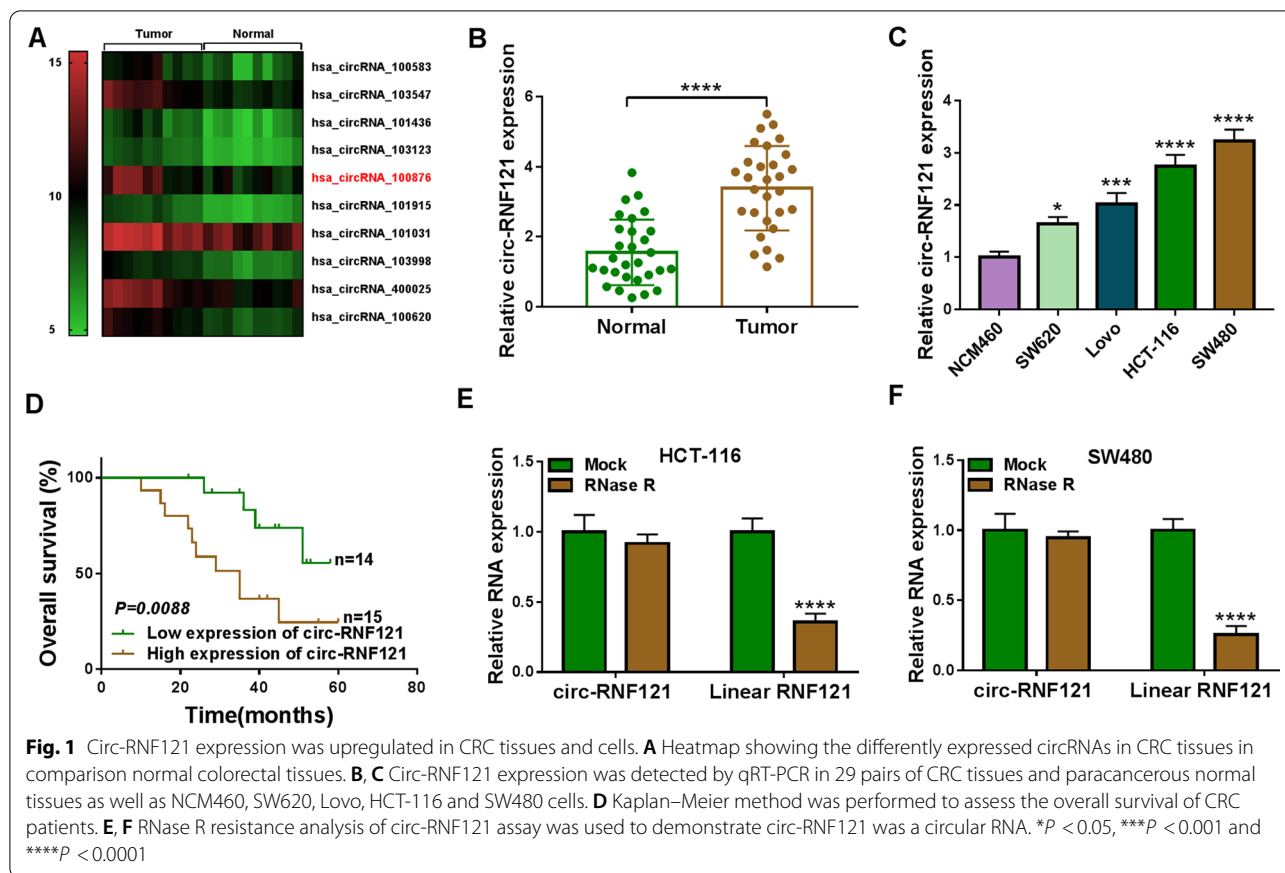 A
Tumor Normal
15
10
5
hsa_circRNA_100583
hsa_circRNA_103547
hsa_circRNA_101436
hsa_circRNA_103123
hsa_circRNA_100876
hsa_circRNA_101915
hsa_circRNA_101031
hsa_circRNA_103998
hsa_circRNA_400025
hsa_circRNA_100620
B
Relative circ-RNF121 expression
8
6
4
2
0
****
Normal Tumor
C
Relative circ-RNF121 expression
4
3
2
1
0
*
***
****
****
NCM460
SW620
Lovo
HCT-116
SW480
D
Overall survival (%)
100
50
0
n=14
n=15
P=0.0088
Low expression of circ-RNF121
High expression of circ-RNF121
0 20 40 60 80
Time(months)
E
HCT-116
Mock
RNase R
Relative RNA expression
1.5
1.0
0.5
0.0
****
circ-RNF121 Linear RNF121
F
SW480
Mock
RNase R
Relative RNA expression
1.5
1.0
0.5
0.0
****
circ-RNF121 Linear RNF121
Fig. 1 Circ-RNF121 expression was upregulated in CRC tissues and cells. A Heatmap showing the differently expressed circRNAs in CRC tissues in
comparison normal colorectal tissues. B, C Circ-RNF121 expression was detected by qRT-PCR in 29 pairs of CRC tissues and paracancerous normal
tissues as well as NCM460, SW620, Lovo, HCT-116 and SW480 cells. D Kaplan–Meier method was performed to assess the overall survival of CRC
patients. E, F RNase R resistance analysis of circ-RNF121 assay was used to demonstrate circ-RNF121 was a circular RNA. *P < 0.05, ***P < 0.001 and
****P < 0.0001